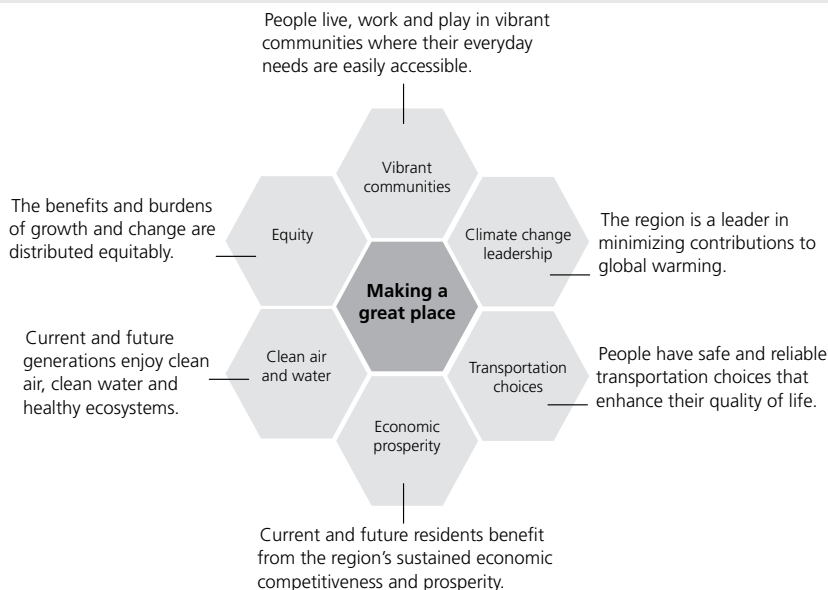 People live, work and play in vibrant
communities where their everyday
needs are easily accessible.
Vibrant
communities
The benefits and burdens
of growth and change are
distributed equitably.
Equity
Climate change
leadership
The region is a leader in
minimizing contributions to
global warming.
Making a
great place
Current and future
generations enjoy clean
air, clean water and
healthy ecosystems.
Clean air
and water
Transportation
choices
People have safe and reliable
transportation choices that
enhance their quality of life.
Economic
prosperity
Current and future residents benefit
from the region’s sustained economic
competitiveness and prosperity.